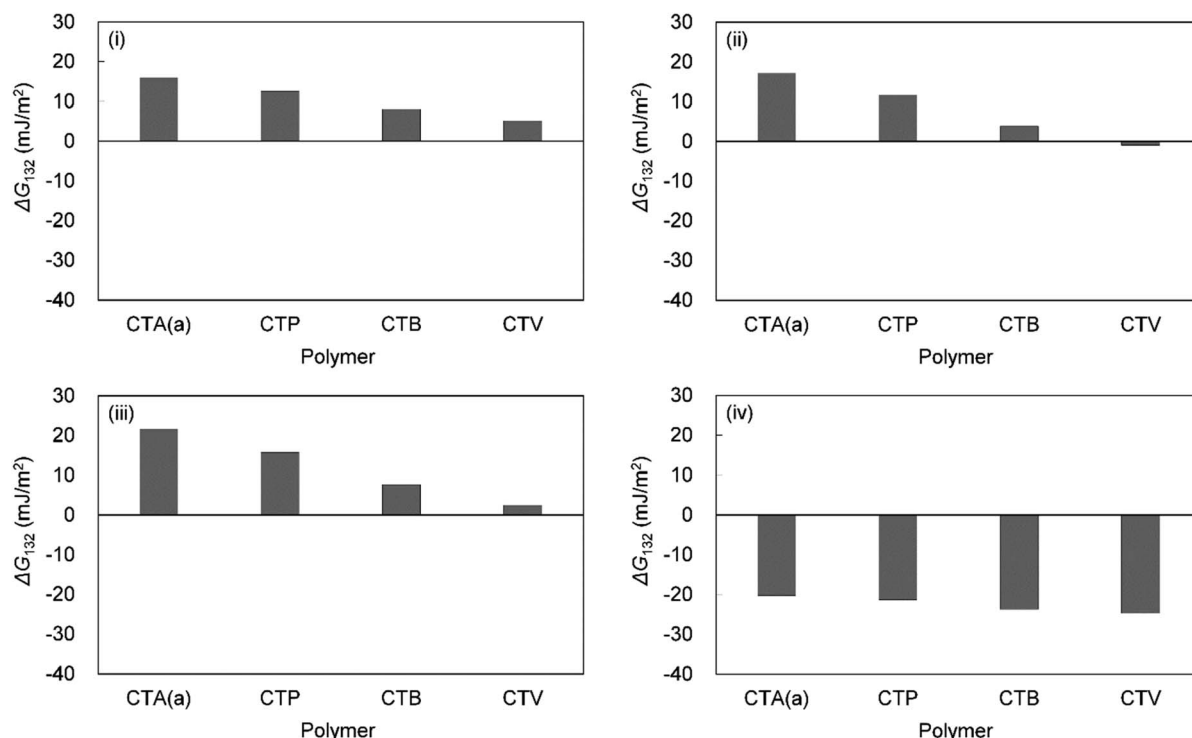 (i)
30
20
10
0
-10
-20
-30
-40
ΔG₁₃₂ (mJ/m²)
CTA(a) CTP CTB CTV
Polymer
(ii)
30
20
10
0
-10
-20
-30
-40
ΔG₁₃₂ (mJ/m²)
CTA(a) CTP CTB CTV
Polymer
(iii)
30
20
10
0
-10
-20
-30
-40
ΔG₁₃₂ (mJ/m²)
CTA(a) CTP CTB CTV
Polymer
(iv)
30
20
10
0
-10
-20
-30
-40
ΔG₁₃₂ (mJ/m²)
CTA(a) CTP CTB CTV
Polymer